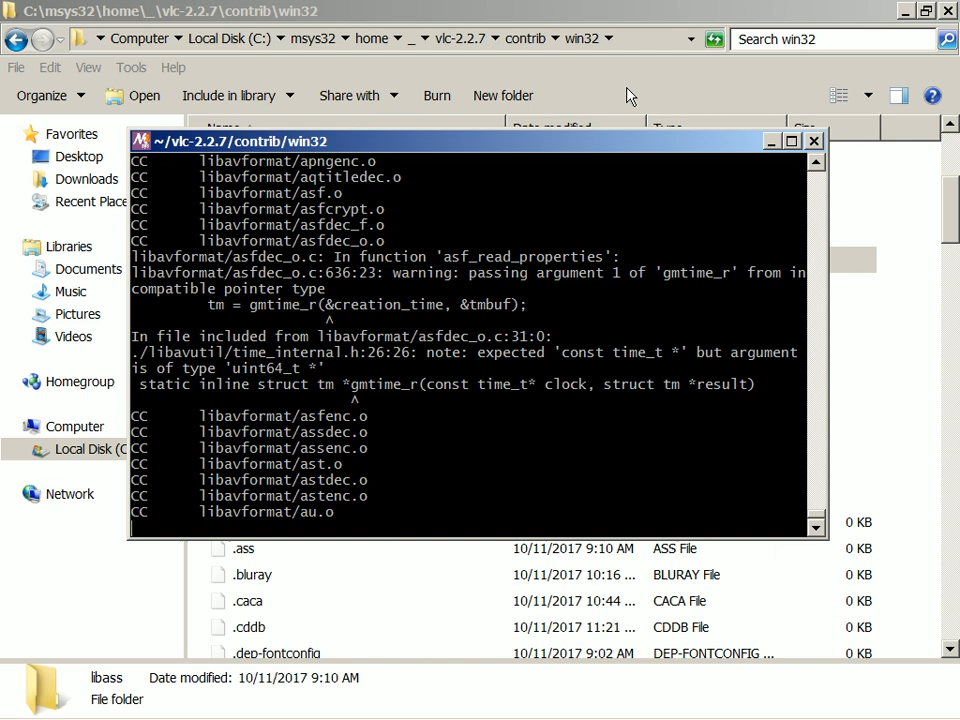 C:\msys32\home\_\vlc-2.2.7\contrib\win32
Computer Local Disk (C:) msys32 home _ vlc-2.2.7 contrib win32
Search win32
File Edit View Tools Help
Organize Open Include in library Share with Burn New folder
Name Date modified Type Size
Favorites
Desktop
Downloads
Recent Place
Libraries
Documents
Music
Pictures
Videos
Homegroup
Computer
Local Disk (C
Network
~/vlc-2.2.7/contrib/win32
CC libavformat/apngenc.o
CC libavformat/aqtitledec.o
CC libavformat/asf.o
CC libavformat/asfcrypt.o
CC libavformat/asfdec_f.o
CC libavformat/asfdec_o.o
libavformat/asfdec_o.c: In function 'asf_read_properties':
libavformat/asfdec_o.c:636:23: warning: passing argument 1 of 'gmtime_r' from in
compatible pointer type
tm = gmtime_r(&creation_time, &tmbuf);
^
In file included from libavformat/asfdec_o.c:31:0:
./libavutil/time_internal.h:26:26: note: expected 'const time_t *' but argument
is of type 'uint64_t *'
static inline struct tm *gmtime_r(const time_t* clock, struct tm *result)
^
CC libavformat/asfenc.o
CC libavformat/assdec.o
CC libavformat/assenc.o
CC libavformat/ast.o
CC libavformat/astdec.o
CC libavformat/astenc.o
CC libavformat/au.o
0 KB
.ass 10/11/2017 9:10 AM ASS File 0 KB
.bluray 10/11/2017 10:16 ... BLURAY File 0 KB
.caca 10/11/2017 10:44 ... CACA File 0 KB
.cddb 10/11/2017 11:21 ... CDDB File 0 KB
.dep-fontconfig 10/11/2017 9:02 AM DEP-FONTCONFIG ... 0 KB
libass Date modified: 10/11/2017 9:10 AM
File folder